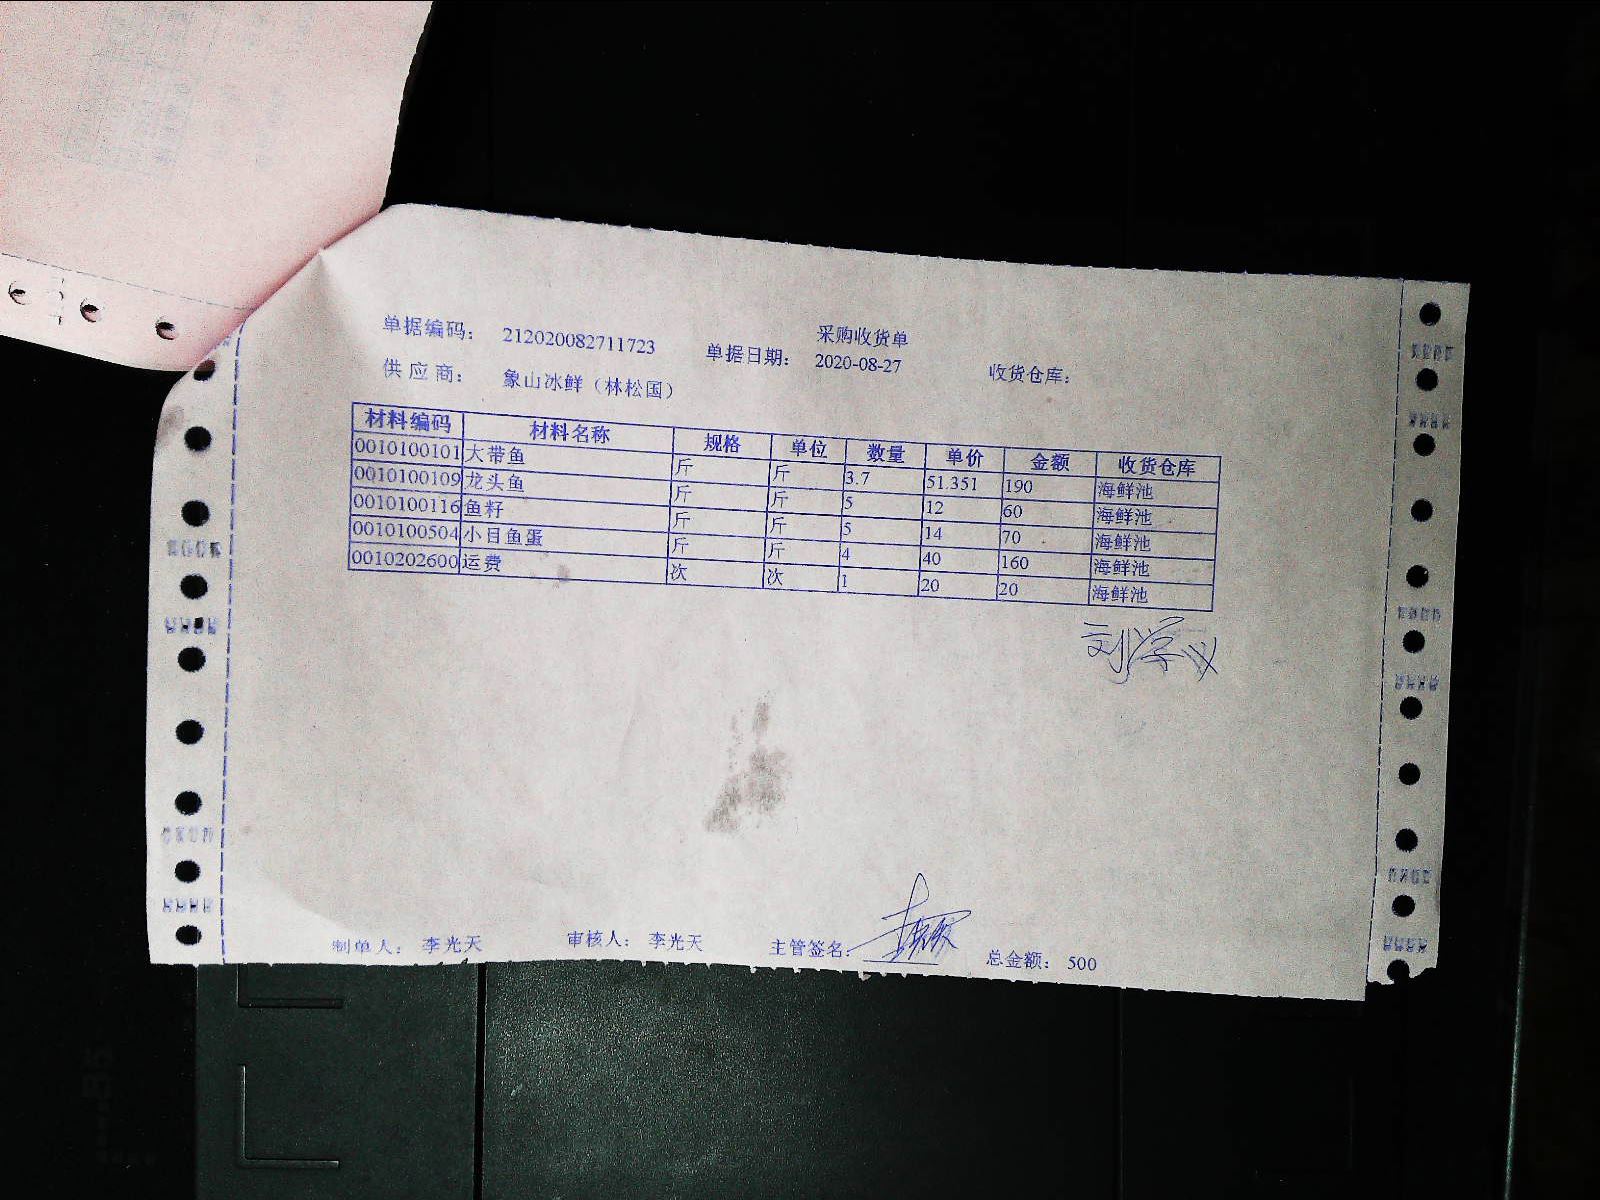 采购收货单
单据编码： 212020082711723 单据日期： 2020-08-27 收货仓库：
供 应 商： 象山冰鲜（林松国）
材料编码 材料名称 规格 单位 数量 单价 金额 收货仓库
0010100101 大带鱼 斤 斤 3.7 51.351 190 海鲜池
0010100109 龙头鱼 斤 斤 5 12 60 海鲜池
0010100116 鱼籽 斤 斤 5 14 70 海鲜池
0010100504 小目鱼蛋 斤 斤 4 40 160 海鲜池
0010202600 运费 次 次 1 20 20 海鲜池
刘学义
制单人： 李光天 审核人： 李光天 主管签名： 总金额： 500